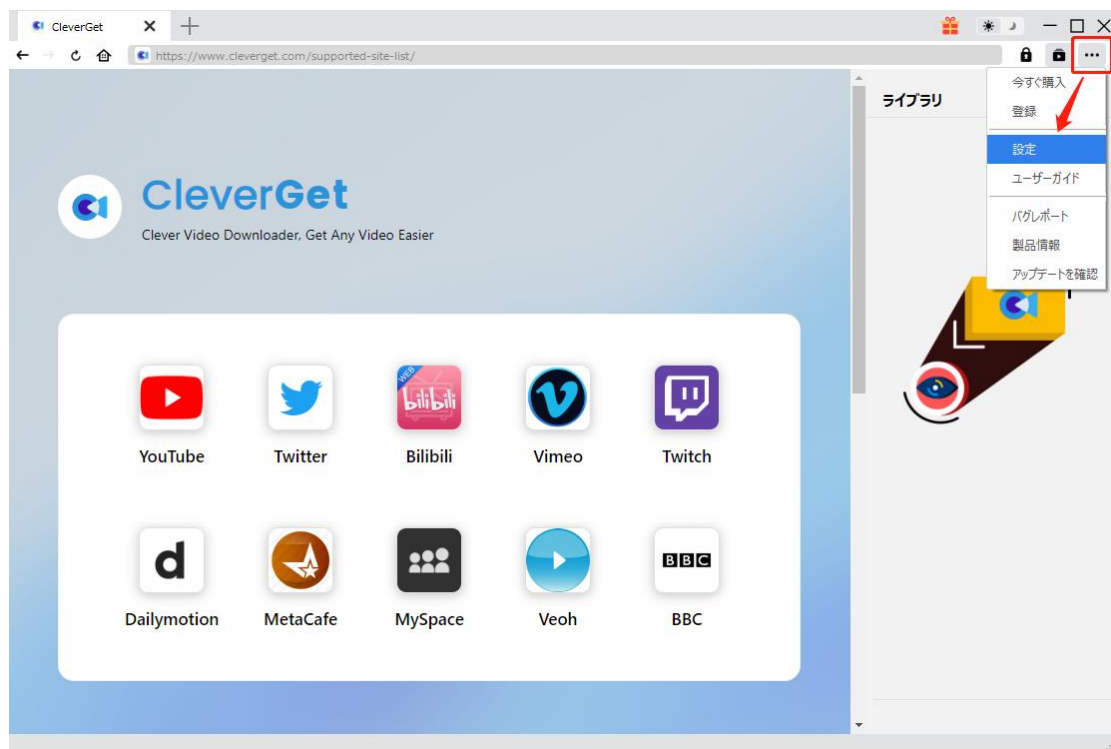 CleverGet
https://www.cleverget.com/supported-site-list/
今すぐ購入
登録
設定
ユーザーガイド
バグレポート
製品情報
アップデートを確認
ライブラリ
CleverGet
Clever Video Downloader, Get Any Video Easier
WEB
bilibili
YouTube
Twitter
Bilibili
Vimeo
Twitch
d
BBC
Dailymotion
MetaCafe
MySpace
Veoh
BBC